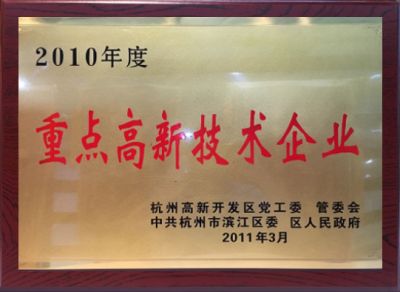 2010年度
重点高新技术企业
杭州高新开发区党工委 管委会
中共杭州市滨江区委 区人民政府
2011年3月